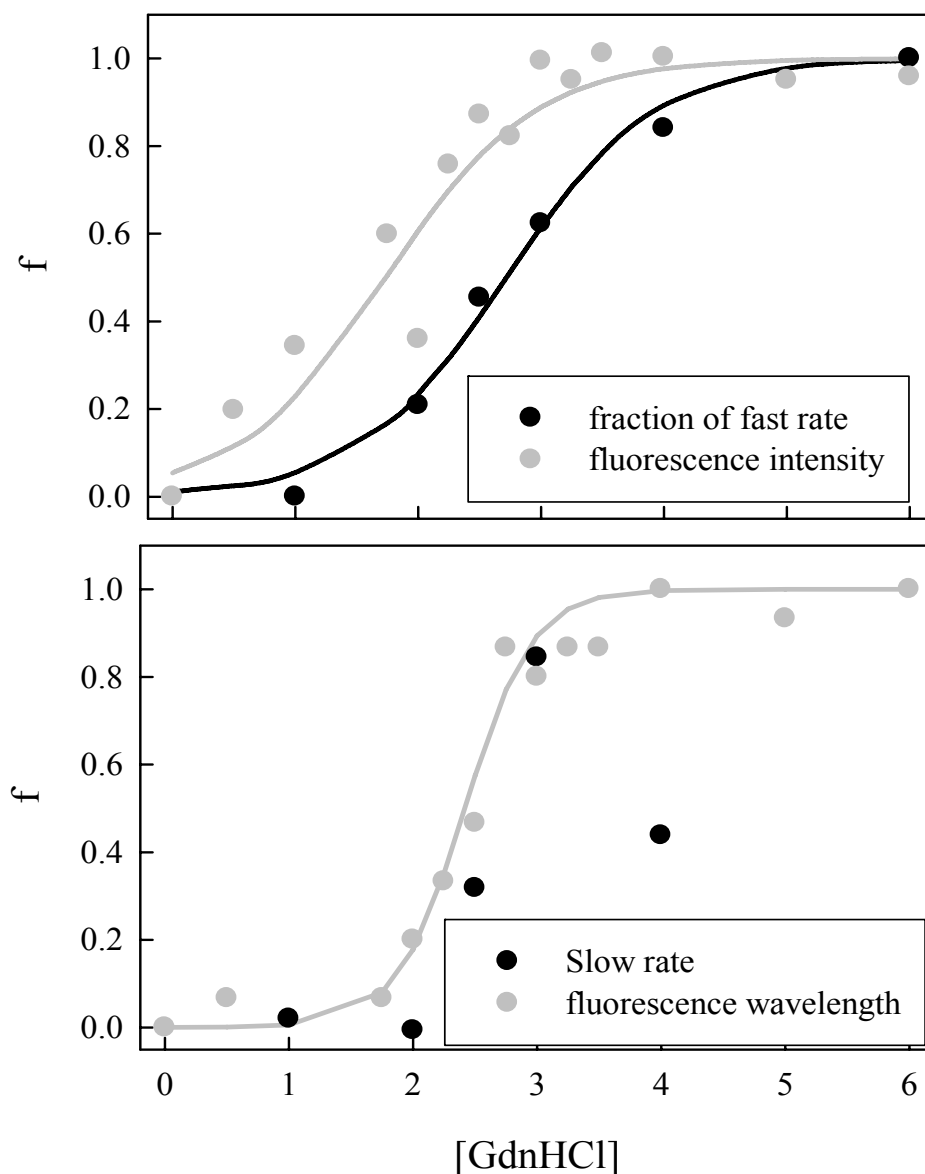 1.0
0.8
0.6
f
0.4
0.2
0.0
fraction of fast rate
fluorescence intensity
1.0
0.8
0.6
f
0.4
0.2
0.0
Slow rate
fluorescence wavelength
0 1 2 3 4 5 6
[GdnHCl]